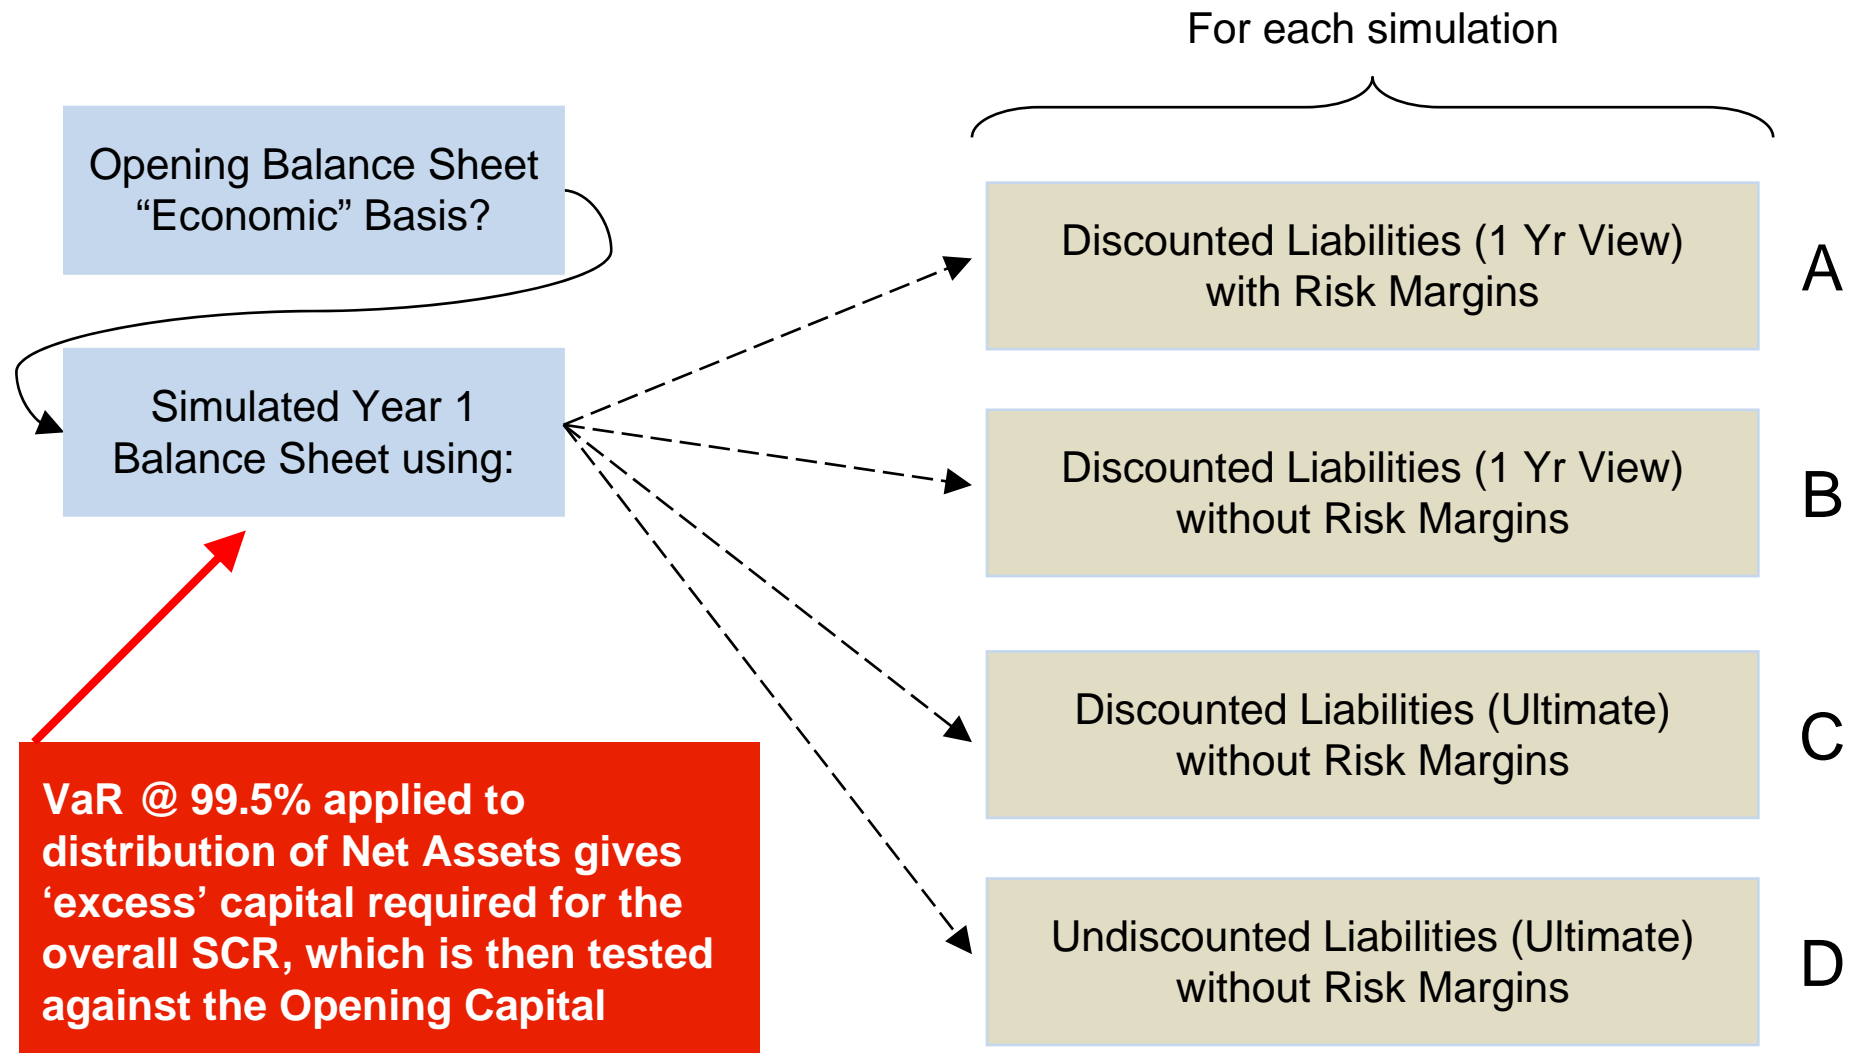 For each simulation
Opening Balance Sheet
“Economic” Basis?
Simulated Year 1
Balance Sheet using:
Discounted Liabilities (1 Yr View)
with Risk Margins
A
Discounted Liabilities (1 Yr View)
without Risk Margins
B
Discounted Liabilities (Ultimate)
without Risk Margins
C
Undiscounted Liabilities (Ultimate)
without Risk Margins
D
VaR @ 99.5% applied to
distribution of Net Assets gives
‘excess’ capital required for the
overall SCR, which is then tested
against the Opening Capital